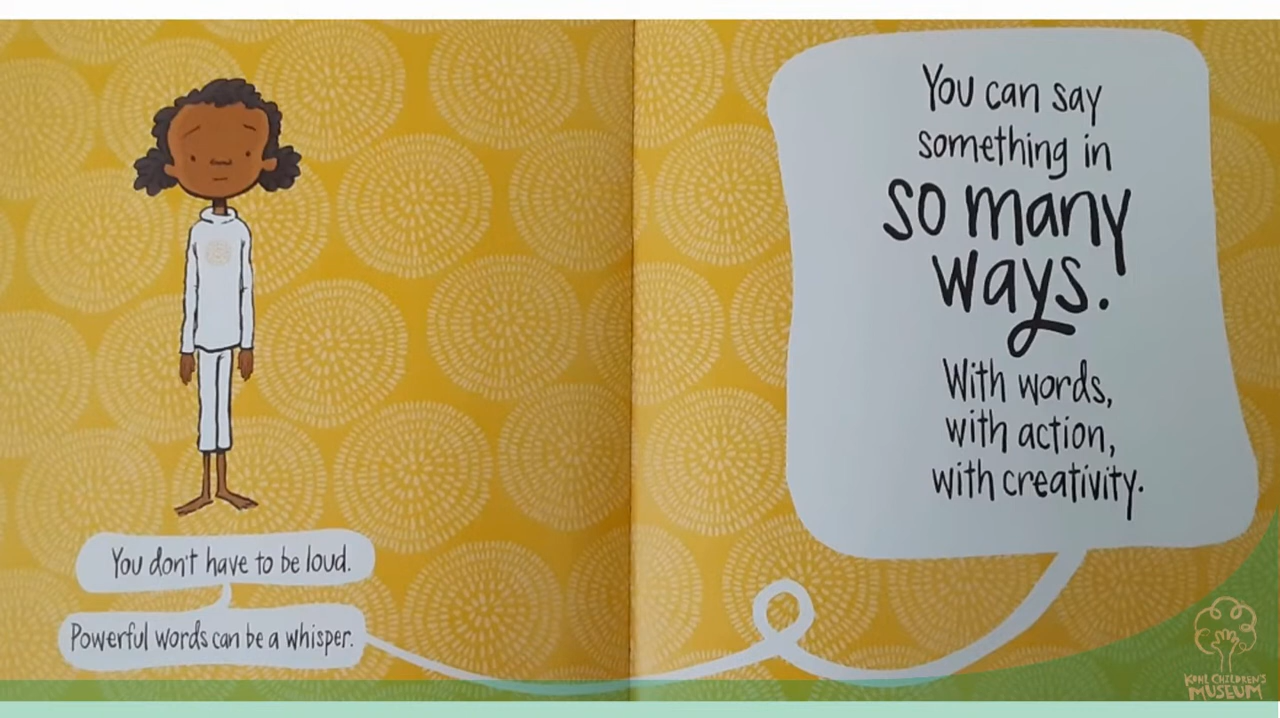 You don't have to be loud.
Powerful words can be a whisper.
You can say
something in
so many
ways.
With words,
with action,
with creativity.
KOHL CHILDREN'S
MUSEUM